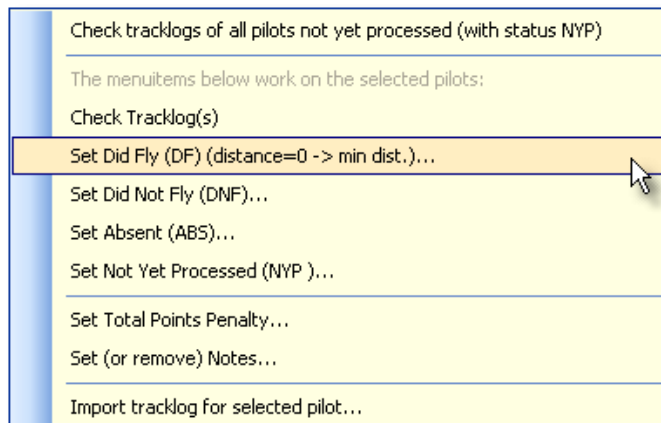 Check tracklogs of all pilots not yet processed (with status NYP)
The menuitems below work on the selected pilots:
Check Tracklog(s)
Set Did Fly (DF) (distance=0 -> min dist.)...
Set Did Not Fly (DNF)...
Set Absent (ABS)...
Set Not Yet Processed (NYP )...
Set Total Points Penalty...
Set (or remove) Notes...
Import tracklog for selected pilot...